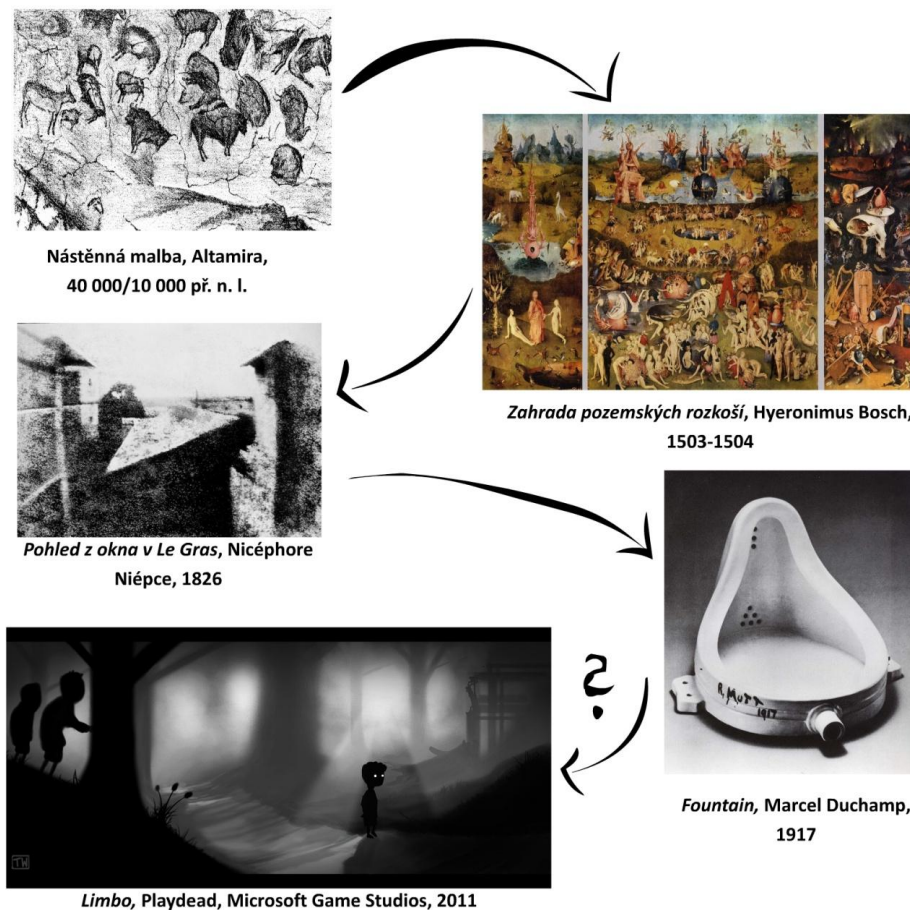 Nástěnná malba, Altamira,
40 000/10 000 př. n. l.
Zahrada pozemských rozkoší, Hyeronimus Bosch,
1503-1504
Pohled z okna v Le Gras, Nicéphore
Niépce, 1826
?
R. MUTT
1917
Fountain, Marcel Duchamp,
1917
TW
Limbo, Playdead, Microsoft Game Studios, 2011